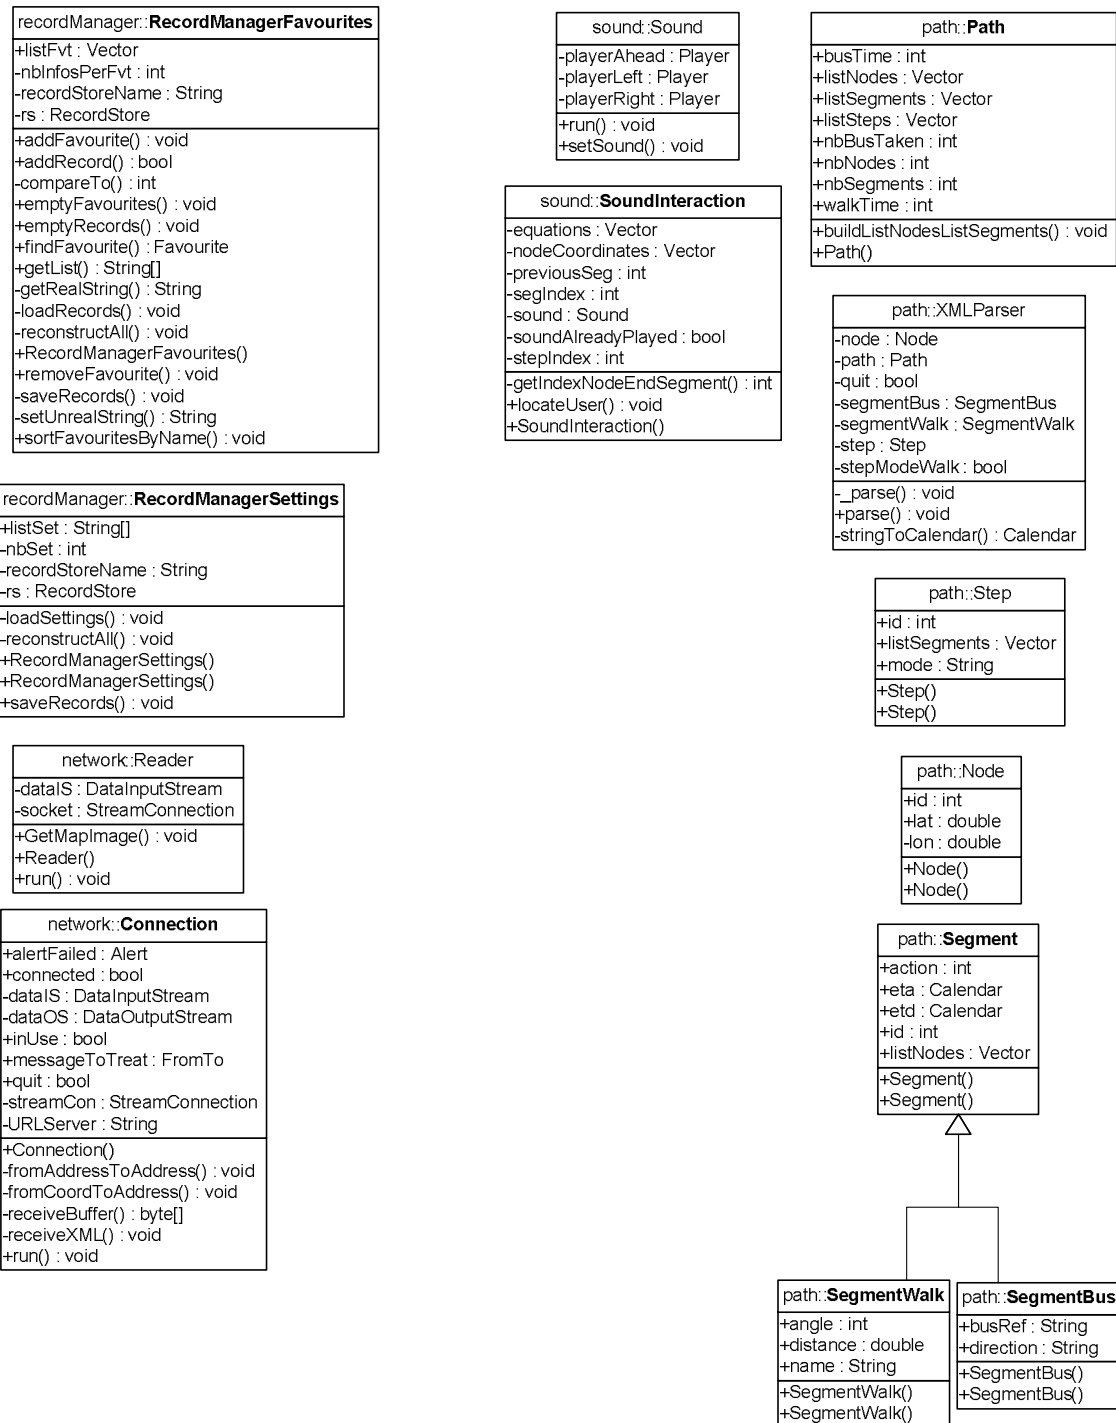 recordManager::RecordManagerFavourites
+listFvt : Vector
-nbInfosPerFvt : int
-recordStoreName : String
-rs : RecordStore
+addFavourite() : void
+addRecord() : bool
-compareTo() : int
+emptyFavourites() : void
+emptyRecords() : void
+findFavourite() : Favourite
+getList() : String[]
-getRealString() : String
-loadRecords() : void
-reconstructAll() : void
+RecordManagerFavourites()
+removeFavourite() : void
-saveRecords() : void
-setUnrealString() : String
+sortFavouritesByName() : void
recordManager::RecordManagerSettings
+listSet : String[]
-nbSet : int
-recordStoreName : String
-rs : RecordStore
-loadSettings() : void
-reconstructAll() : void
+RecordManagerSettings()
+RecordManagerSettings()
+saveRecords() : void
network::Reader
-dataIS : DataInputStream
-socket : StreamConnection
+GetMapImage() : void
+Reader()
+run() : void
network::Connection
+alertFailed : Alert
+connected : bool
-dataIS : DataInputStream
-dataOS : DataOutputStream
+inUse : bool
+messageToTreat : FromTo
+quit : bool
-streamCon : StreamConnection
-URLServer : String
+Connection()
-fromAddressToAddress() : void
-fromCoordToAddress() : void
-receiveBuffer() : byte[]
-receiveXML() : void
+run() : void
sound::Sound
-playerAhead : Player
-playerLeft : Player
-playerRight : Player
+run() : void
+setSound() : void
sound::SoundInteraction
-equations : Vector
-nodeCoordinates : Vector
-previousSeg : int
-segIndex : int
-sound : Sound
-soundAlreadyPlayed : bool
-stepIndex : int
-getIndexNodeEndSegment() : int
+locateUser() : void
+SoundInteraction()
path::Path
+busTime : int
+listNodes : Vector
+listSegments : Vector
+listSteps : Vector
+nbBusTaken : int
+nbNodes : int
+nbSegments : int
+walkTime : int
+buildListNodesListSegments() : void
+Path()
path::XMLParser
-node : Node
-path : Path
-quit : bool
-segmentBus : SegmentBus
-segmentWalk : SegmentWalk
-step : Step
-stepModeWalk : bool
-_parse() : void
+parse() : void
-stringToCalendar() : Calendar
path::Step
+id : int
+listSegments : Vector
+mode : String
+Step()
+Step()
path::Node
+id : int
+lat : double
-lon : double
+Node()
+Node()
path::Segment
+action : int
+eta : Calendar
+etd : Calendar
+id : int
+listNodes : Vector
+Segment()
+Segment()
path::SegmentWalk
+angle : int
+distance : double
+name : String
+SegmentWalk()
+SegmentWalk()
path::SegmentBus
+busRef : String
+direction : String
+SegmentBus()
+SegmentBus()